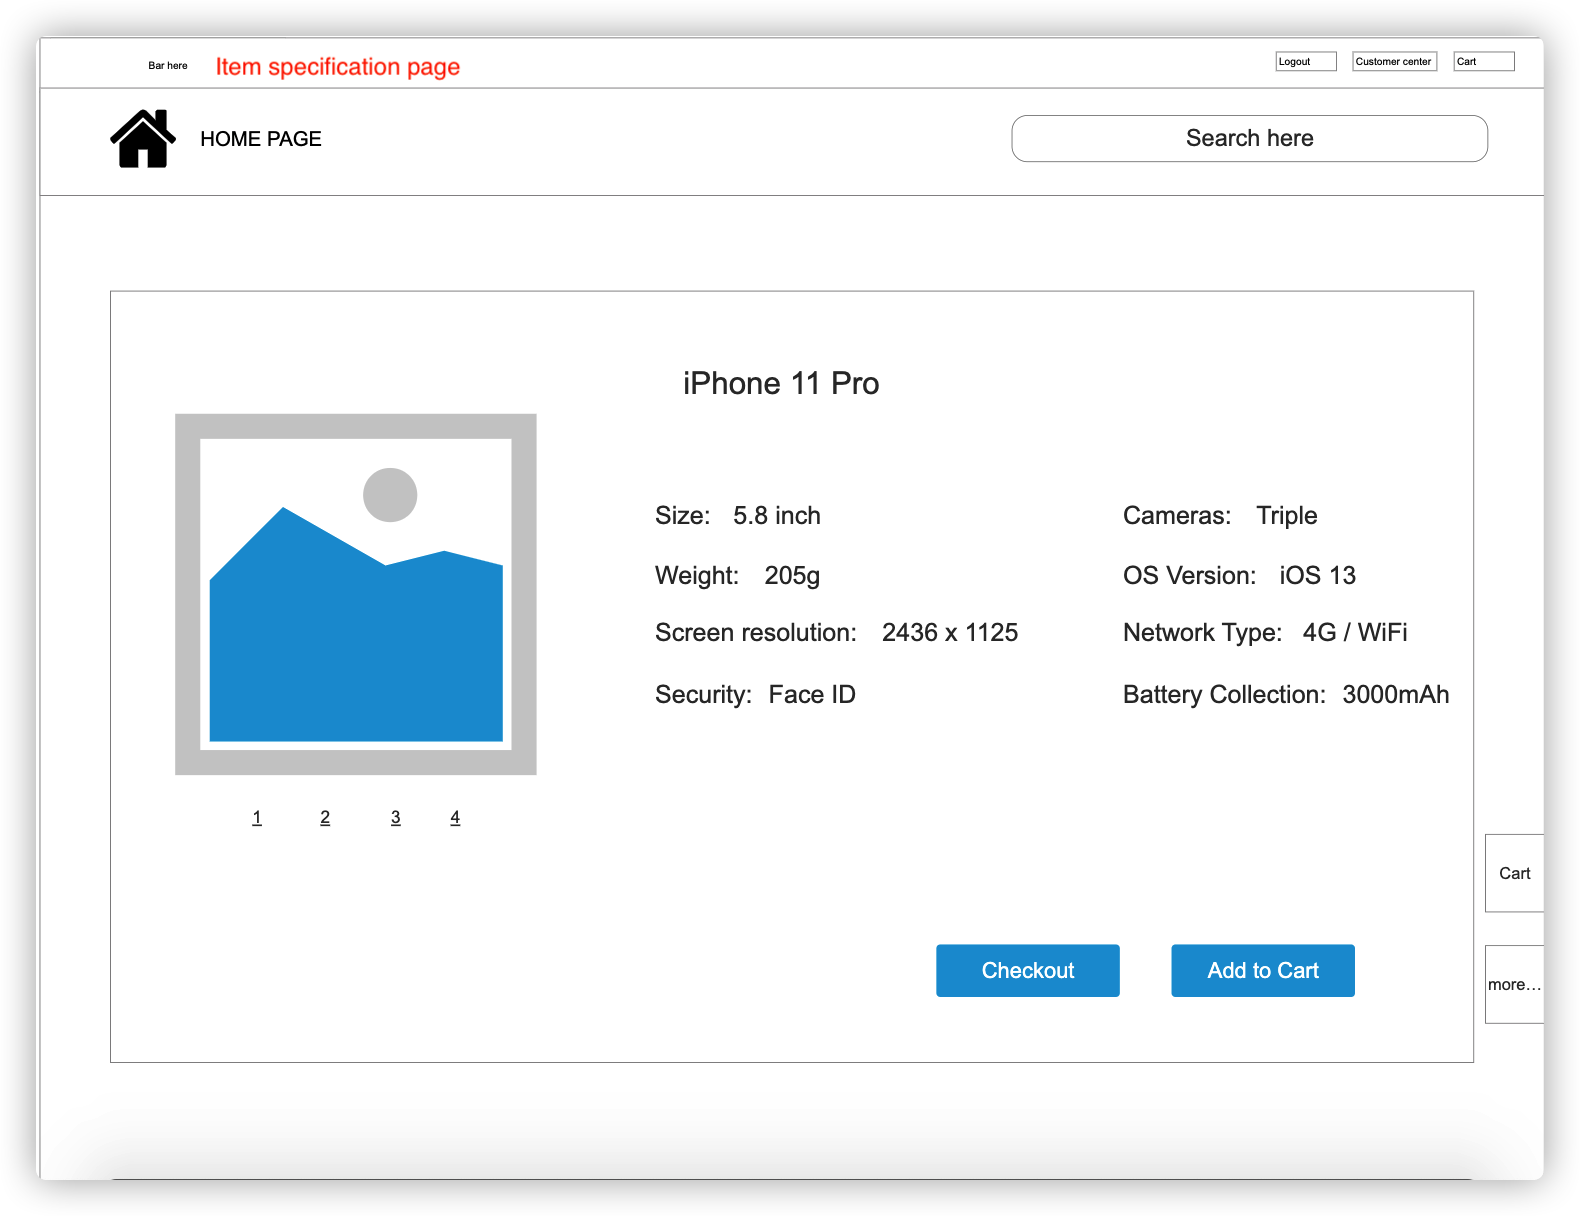 Bar here
Item specification page
Logout
Customer center
Cart
HOME PAGE
Search here
iPhone 11 Pro
Size: 5.8 inch
Cameras: Triple
Weight: 205g
OS Version: iOS 13
Screen resolution: 2436 x 1125
Network Type: 4G / WiFi
Security: Face ID
Battery Collection: 3000mAh
1 2 3 4
Cart
Checkout
Add to Cart
more...